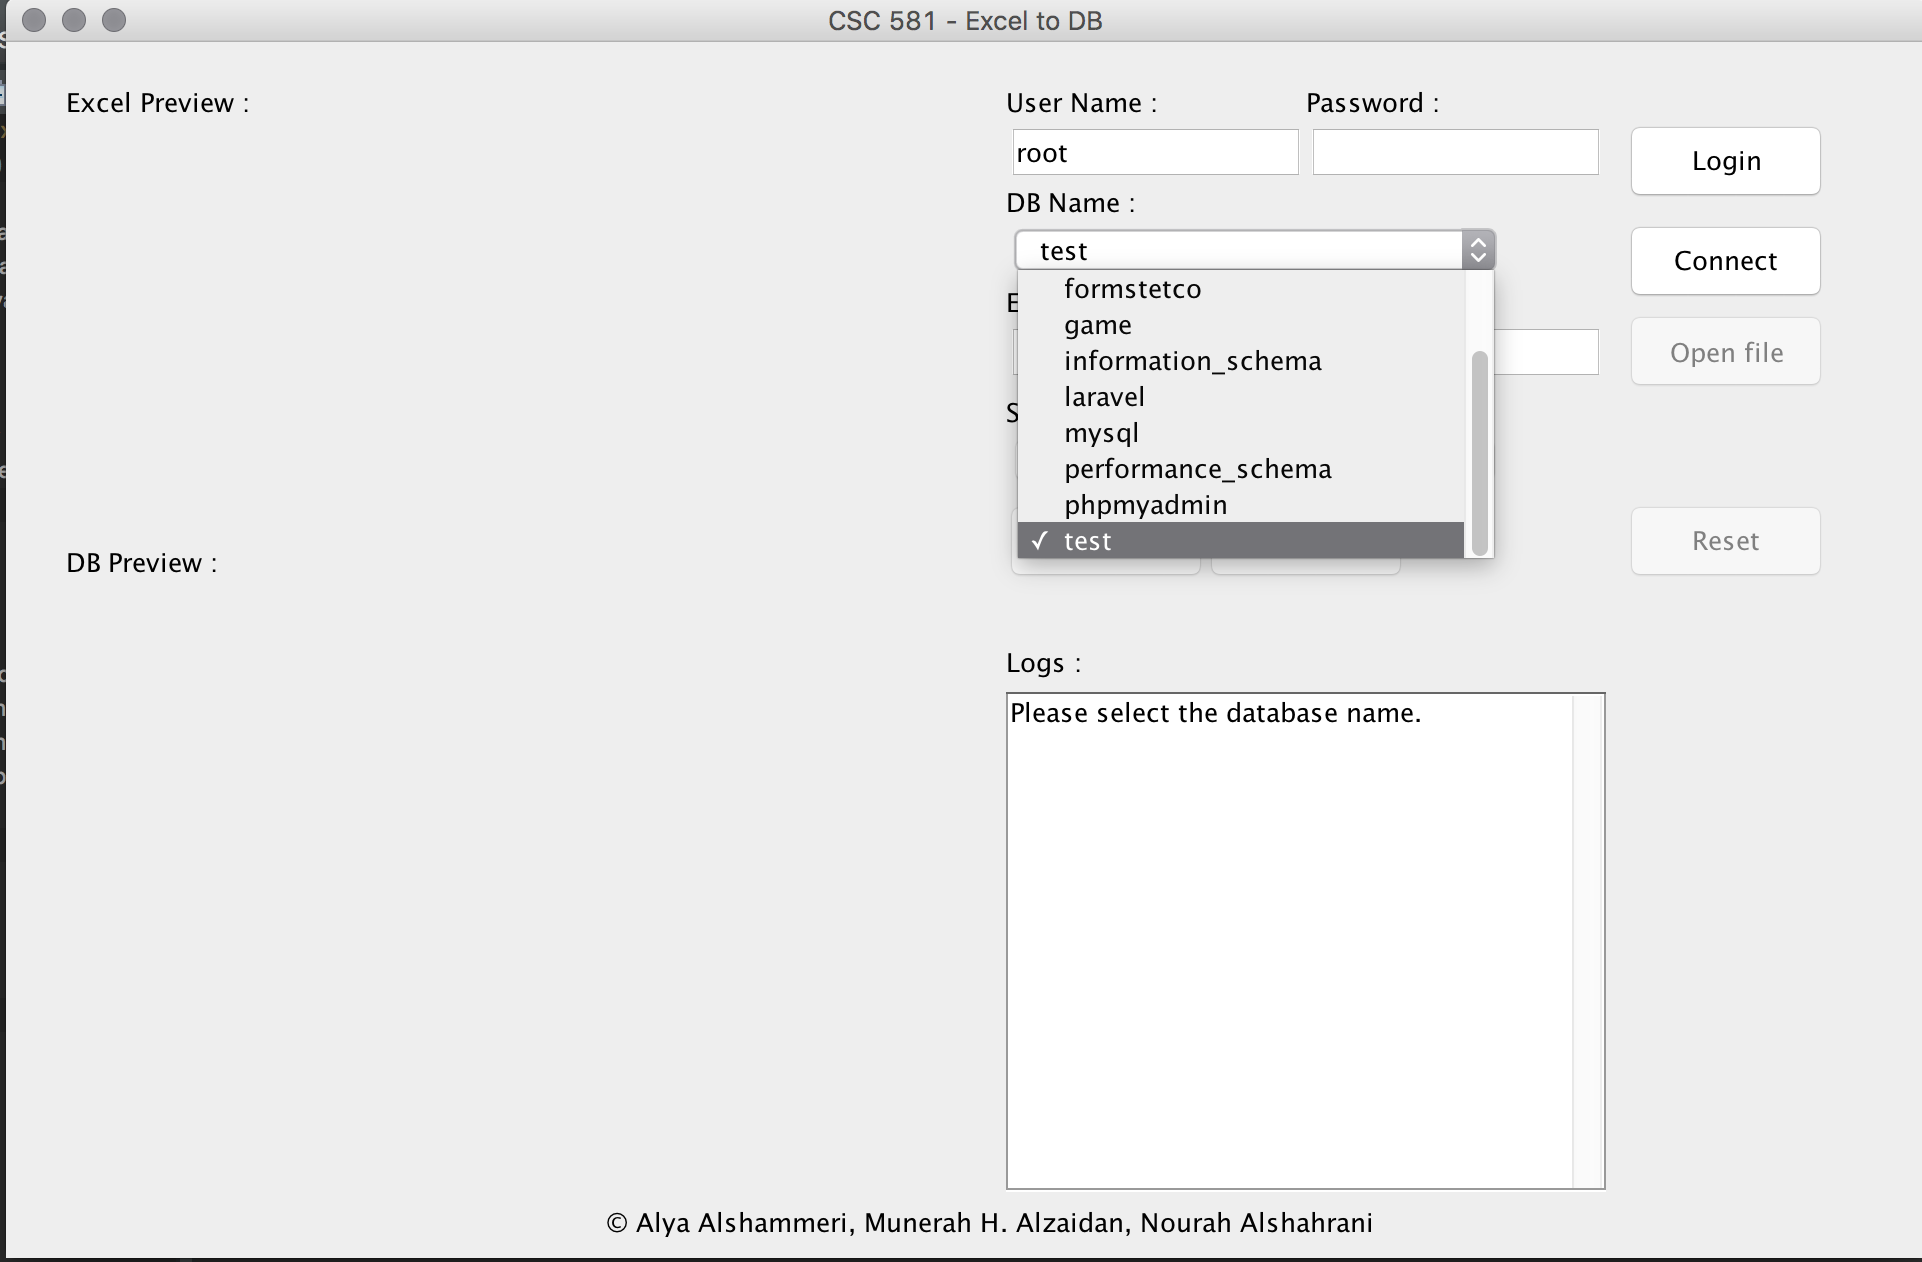 CSC 581 - Excel to DB
Excel Preview :
User Name :
Password :
root
Login
DB Name :
test
Connect
formstetco
game
information_schema
laravel
mysql
performance_schema
phpmyadmin
✓ test
Open file
Reset
DB Preview :
Logs :
Please select the database name.
© Alya Alshammeri, Munerah H. Alzaidan, Nourah Alshahrani